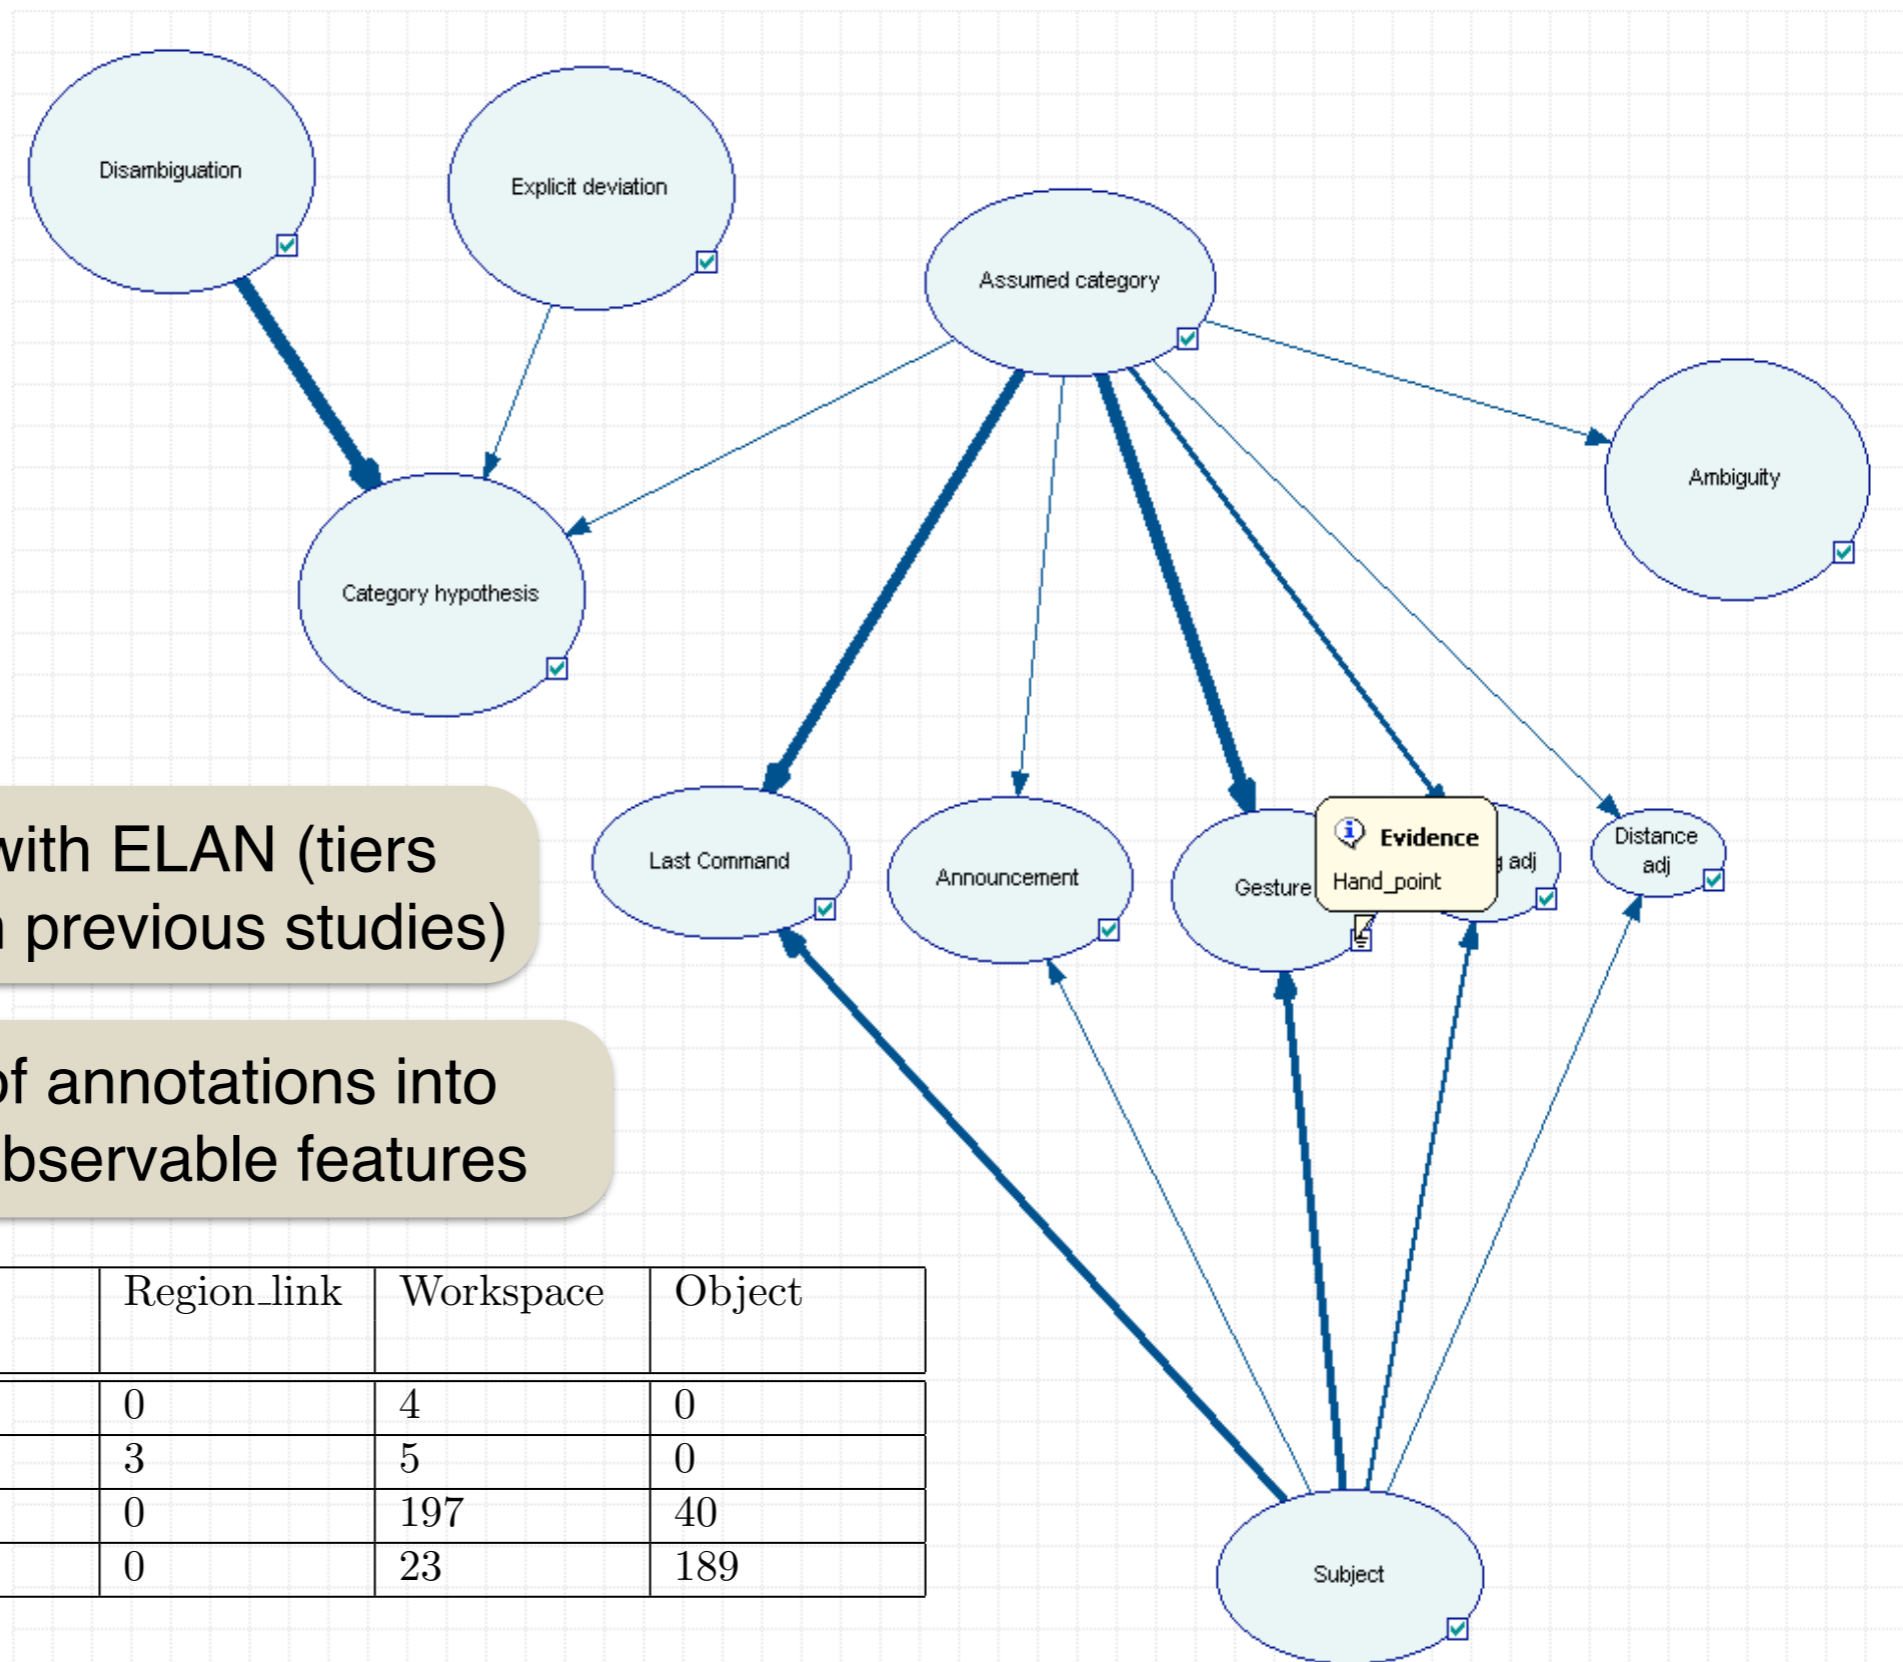 Disambiguation
Explicit deviation
Assumed category
Ambiguity
Category hypothesis
Last Command
Announcement
Gesture
Evidence
Hand_point
adj
Distance
adj
with ELAN (tiers
previous studies)
of annotations into
observable features
Region_link Workspace Object
0 4 0
3 5 0
0 197 40
0 23 189
Subject